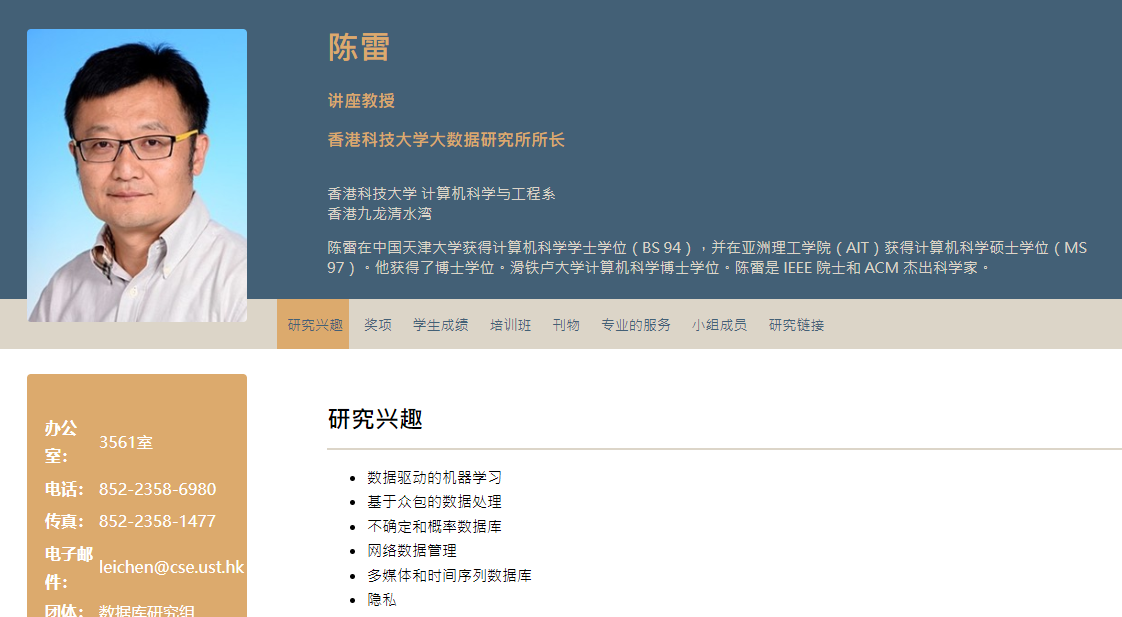 陈雷
讲座教授
香港科技大学大数据研究所所长
香港科技大学 计算机科学与工程系
香港九龙清水湾
陈雷在中国天津大学获得计算机科学学士学位（BS 94），并在亚洲理工学院（AIT）获得计算机科学硕士学位（MS
97）。他获得了博士学位。滑铁卢大学计算机科学博士学位。陈雷是 IEEE 院士和 ACM 杰出科学家。
研究兴趣 奖项 学生成绩 培训班 刊物 专业的服务 小组成员 研究链接
办公
室： 3561室
电话： 852-2358-6980
传真： 852-2358-1477
电子邮
件： leichen@cse.ust.hk
团体： 数据库研究组
研究兴趣
数据驱动的机器学习
基于众包的数据处理
不确定和概率数据库
网络数据管理
多媒体和时间序列数据库
隐私